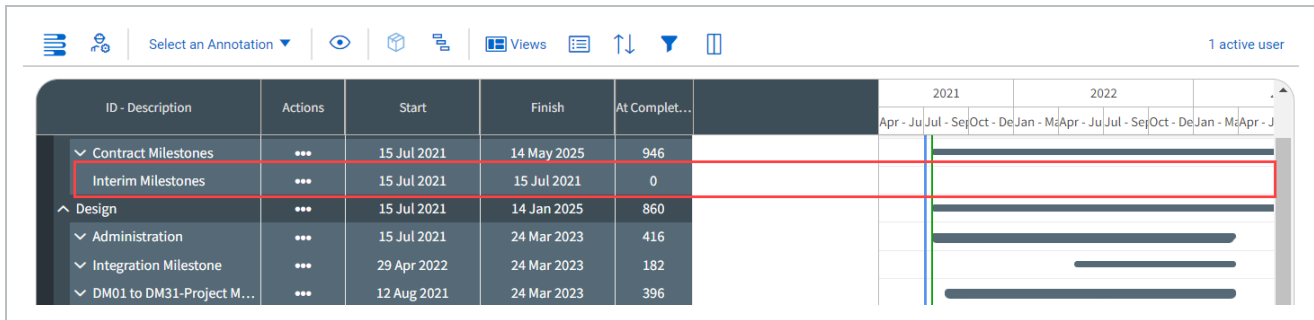 Select an Annotation Views 1 active user
ID - Description Actions Start Finish At Complet... 2021 2022
Apr - Ju Jul - Sep Oct - De Jan - Ma Apr - Ju Jul - Sep Oct - De Jan - Ma Apr - J
Contract Milestones ••• 15 Jul 2021 14 May 2025 946
Interim Milestones ••• 15 Jul 2021 15 Jul 2021 0
Design ••• 15 Jul 2021 14 Jan 2025 860
Administration ••• 15 Jul 2021 24 Mar 2023 416
Integration Milestone ••• 29 Apr 2022 24 Mar 2023 182
DM01 to DM31-Project M... ••• 12 Aug 2021 24 Mar 2023 396